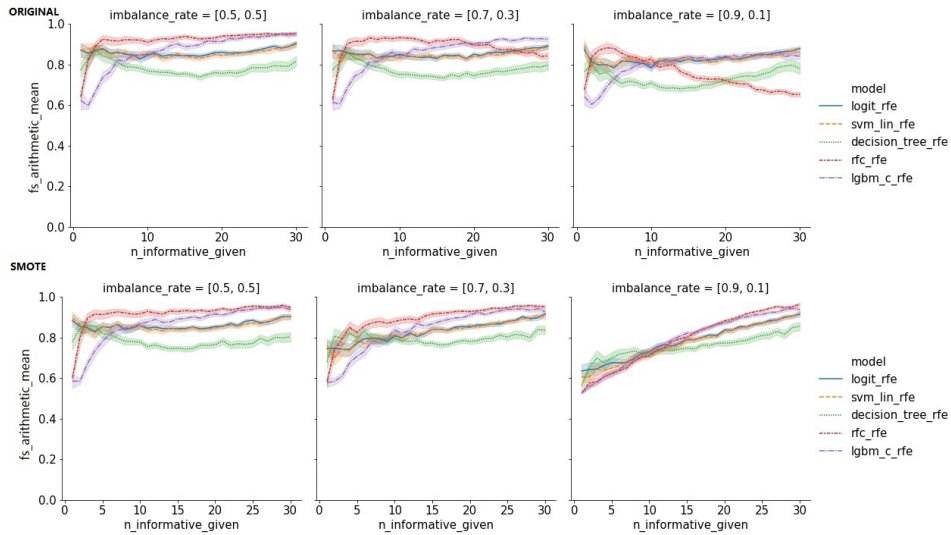 ORIGINAL
imbalance_rate = [0.5, 0.5]
imbalance_rate = [0.7, 0.3]
imbalance_rate = [0.9, 0.1]
fs_arithmetic_mean
1.0
0.8
0.6
0.4
0.2
0.0
0 10 20 30
0 10 20 30
0 10 20 30
n_informative_given
n_informative_given
n_informative_given
model
logit_rfe
svm_lin_rfe
decision_tree_rfe
rfc_rfe
lgbm_c_rfe
SMOTE
imbalance_rate = [0.5, 0.5]
imbalance_rate = [0.7, 0.3]
imbalance_rate = [0.9, 0.1]
fs_arithmetic_mean
1.0
0.8
0.6
0.4
0.2
0.0
0 5 10 15 20 25 30
0 5 10 15 20 25 30
0 5 10 15 20 25 30
n_informative_given
n_informative_given
n_informative_given
model
logit_rfe
svm_lin_rfe
decision_tree_rfe
rfc_rfe
lgbm_c_rfe